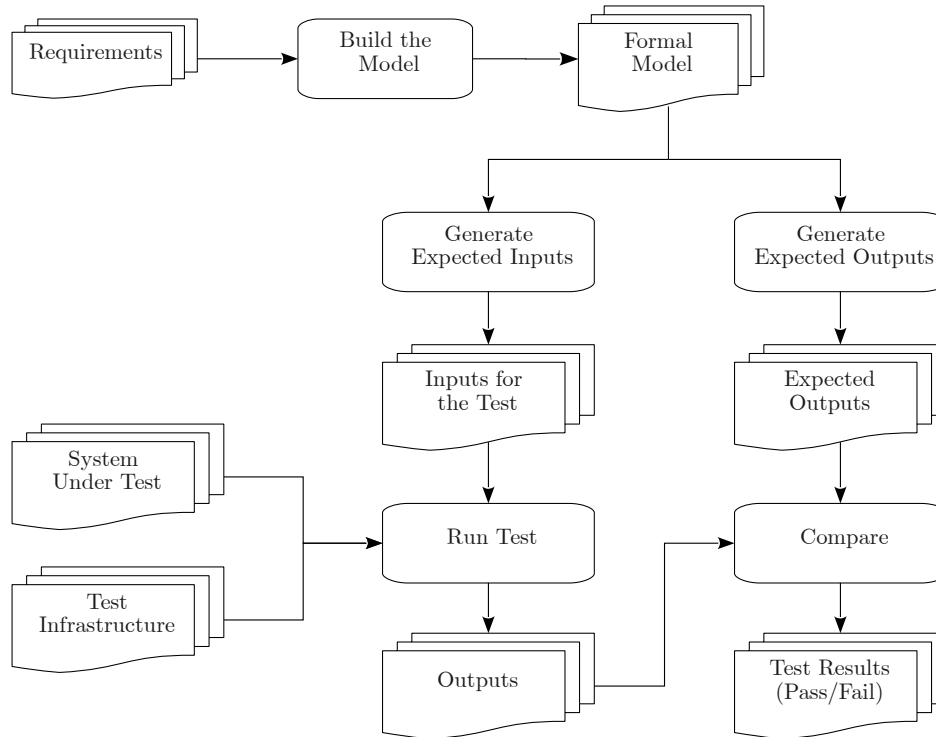 Requirements
Build the
Model
Formal
Model
Generate
Expected Inputs
Generate
Expected Outputs
Inputs for
the Test
Expected
Outputs
System
Under Test
Run Test
Compare
Test
Infrastructure
Outputs
Test Results
(Pass/Fail)